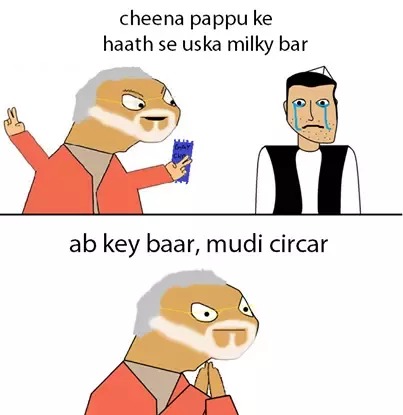 cheena pappu ke
haath se uska milky bar
ab key baar, mudi circar